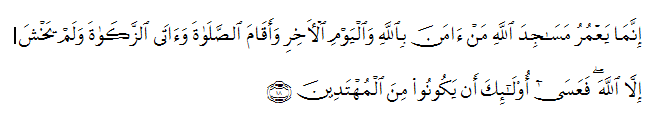 إِنَّمَا يَعْمُرُ مَسَـٰجِدَ ٱللَّهِ مَنْ ءَامَنَ بِٱللَّهِ وَٱلْيَوْمِ ٱلْـَٔاخِرِ وَأَقَامَ ٱلصَّلَوٰةَ وَءَاتَى ٱلزَّكَوٰةَ وَلَمْ يَخْشَ
إِلَّا ٱللَّهَ ۖ فَعَسَىٰٓ أُو۟لَـٰٓئِكَ أَن يَكُونُوا۟ مِنَ ٱلْمُهْتَدِينَ ١٨